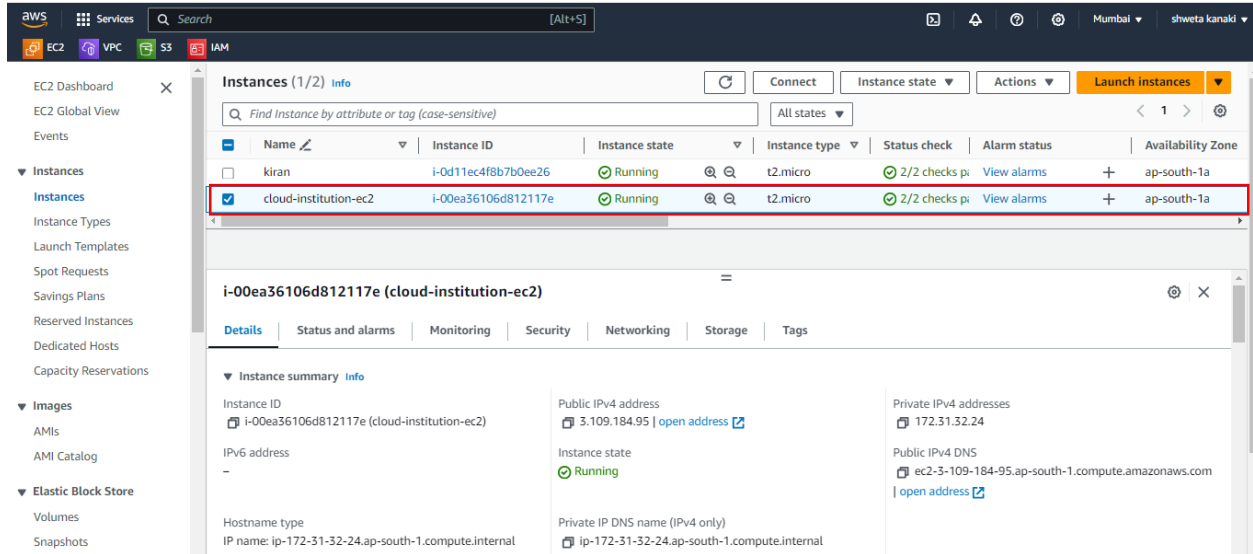 aws Services Search [Alt+S] Mumbai shweta kanaki
EC2 VPC S3 IAM
EC2 Dashboard
EC2 Global View
Events
Instances
Instances
Instance Types
Launch Templates
Spot Requests
Savings Plans
Reserved Instances
Dedicated Hosts
Capacity Reservations
Images
AMIs
AMI Catalog
Elastic Block Store
Volumes
Snapshots
Instances (1/2) Info Connect Instance state Actions Launch instances
Find Instance by attribute or tag (case-sensitive) All states 1
Name Instance ID Instance state Instance type Status check Alarm status Availability Zone
kiran i-0d11ec4f8b7b0ee26 Running t2.micro 2/2 checks pa View alarms + ap-south-1a
cloud-institution-ec2 i-00ea36106d812117e Running t2.micro 2/2 checks pa View alarms + ap-south-1a
i-00ea36106d812117e (cloud-institution-ec2)
Details Status and alarms Monitoring Security Networking Storage Tags
Instance summary Info
Instance ID Public IPv4 address Private IPv4 addresses
i-00ea36106d812117e (cloud-institution-ec2) 3.109.184.95 | open address 172.31.32.24
IPv6 address Instance state Public IPv4 DNS
– Running ec2-3-109-184-95.ap-south-1.compute.amazonaws.com
| open address
Hostname type Private IP DNS name (IPv4 only)
IP name: ip-172-31-32-24.ap-south-1.compute.internal ip-172-31-32-24.ap-south-1.compute.internal